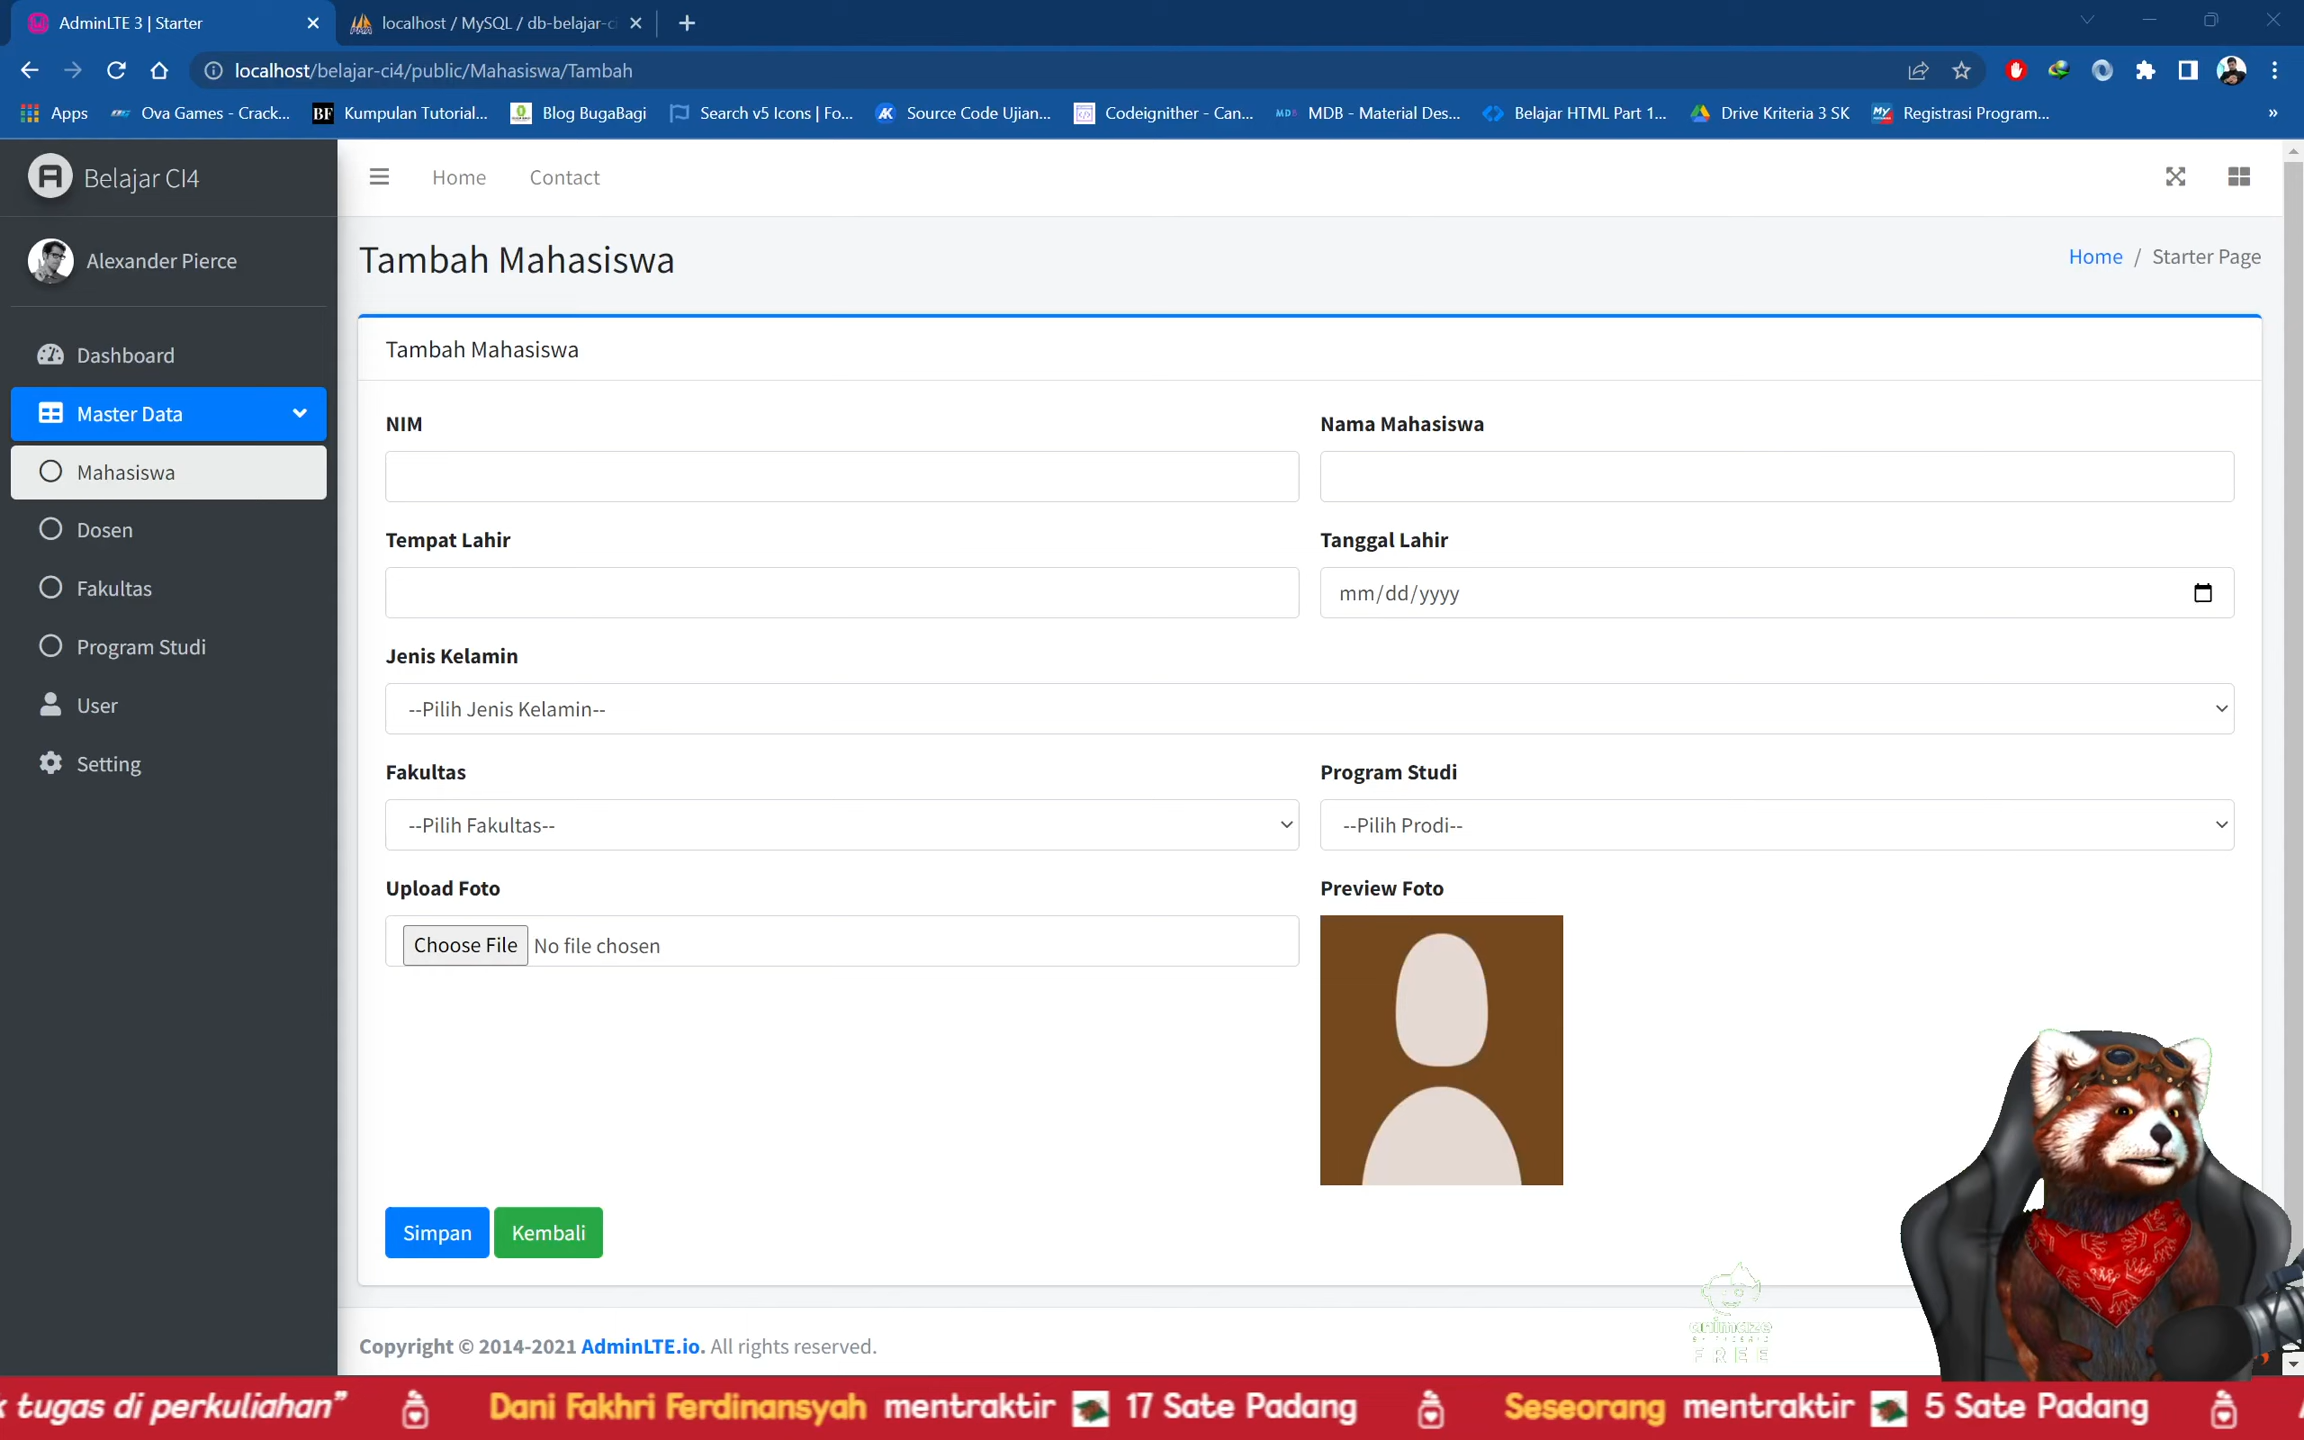 AdminLTE 3 | Starter
localhost / MySQL / db-belajar-c
localhost/belajar-ci4/public/Mahasiswa/Tambah
Apps
Ova Games - Crack...
BF
Kumpulan Tutorial...
Blog BugaBagi
Search v5 Icons | Fo...
Source Code Ujian...
Codeignither - Can...
MDB
MDB - Material Des...
Belajar HTML Part 1...
Drive Kriteria 3 SK
My
Registrasi Program...
»
Belajar CI4
Home
Contact
Alexander Pierce
Tambah Mahasiswa
Home / Starter Page
Dashboard
Master Data
Mahasiswa
Dosen
Fakultas
Program Studi
User
Setting
Tambah Mahasiswa
NIM
Nama Mahasiswa
Tempat Lahir
Tanggal Lahir
mm/dd/yyyy
Jenis Kelamin
--Pilih Jenis Kelamin--
Fakultas
Program Studi
--Pilih Fakultas--
--Pilih Prodi--
Upload Foto
Preview Foto
Choose File No file chosen
Simpan
Kembali
animaze
FREE
Copyright © 2014-2021 AdminLTE.io. All rights reserved.
k tugas di perkuliahan” Dani Fakhri Ferdinansyah mentraktir 17 Sate Padang Seseorang mentraktir 5 Sate Padang